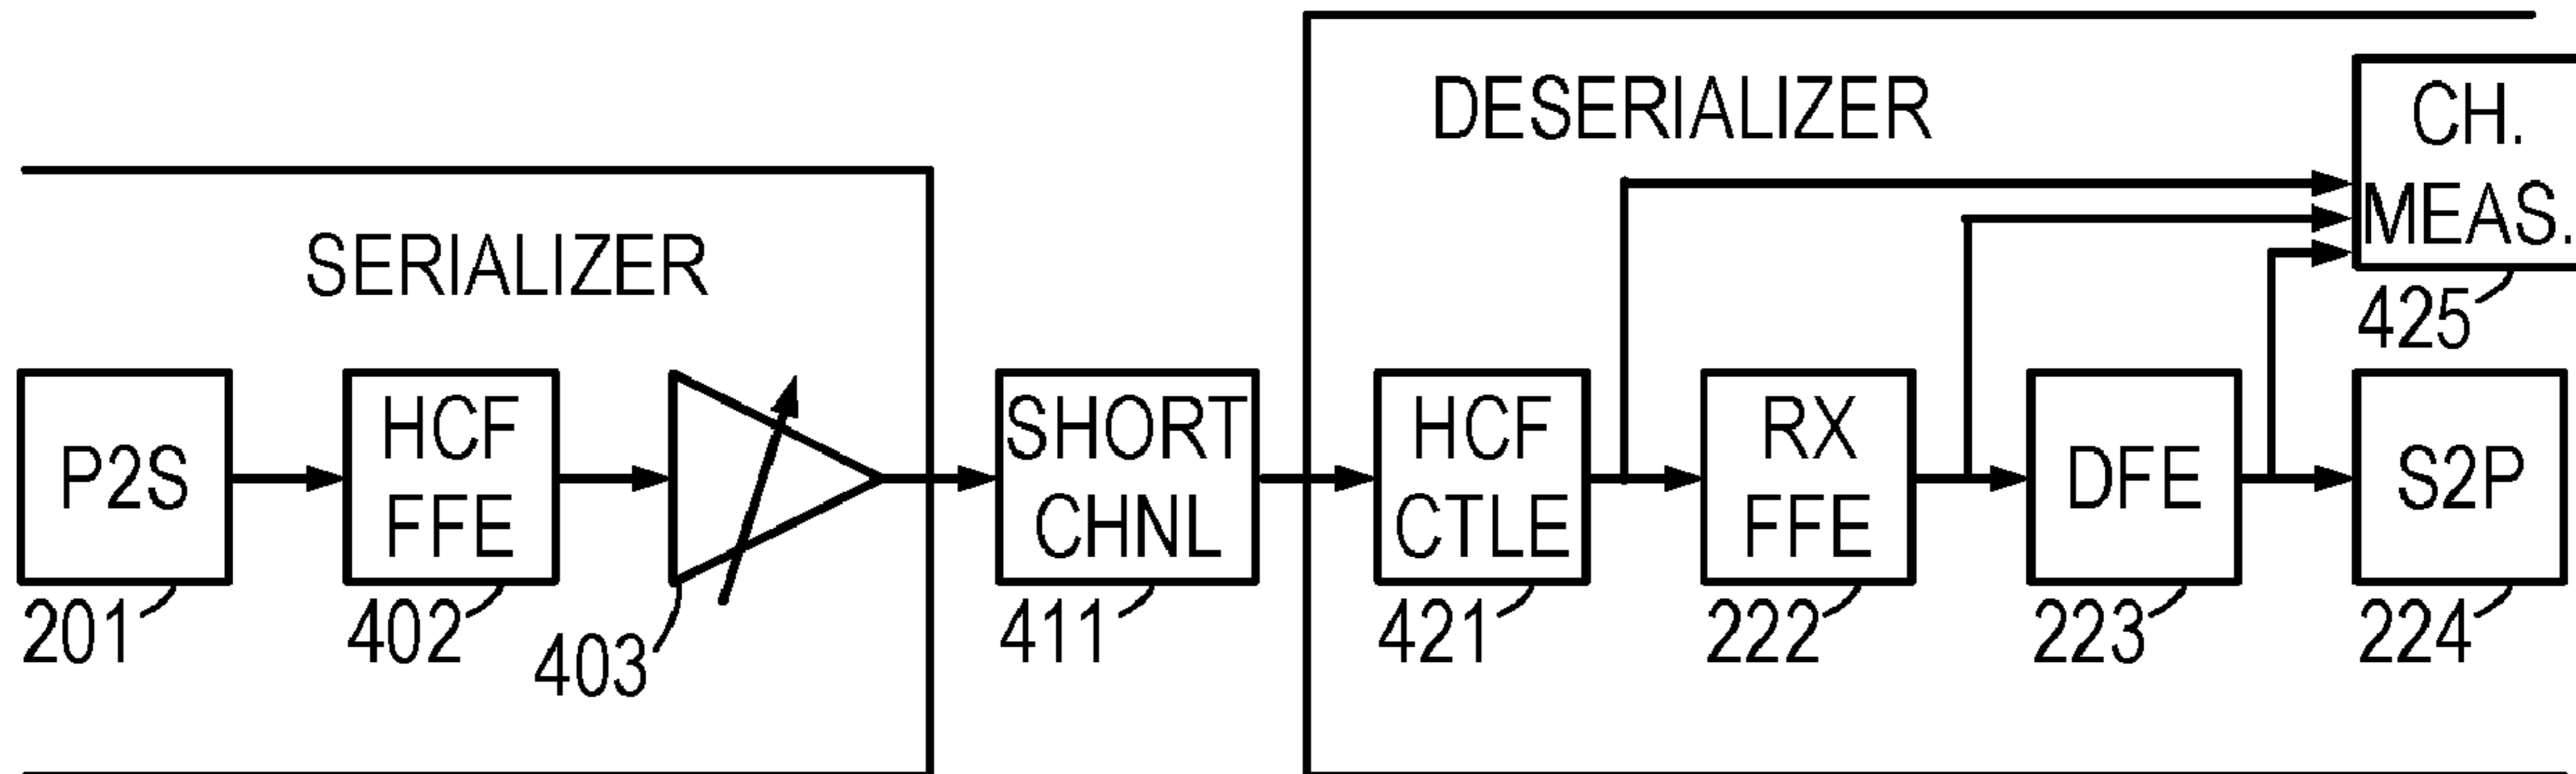 DESERIALIZER
CH.
MEAS.
425
SERIALIZER
P2S
201
HCF
FFE
402
403
SHORT
CHNL
411
HCF
CTLE
421
RX
FFE
222
DFE
223
S2P
224